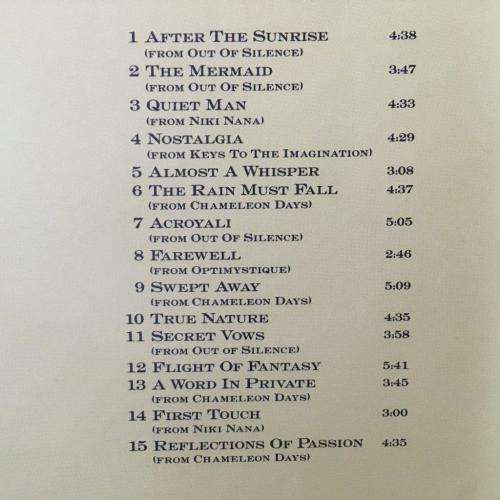 1 AFTER THE SUNRISE 4:38
(FROM OUT OF SILENCE)
2 THE MERMAID 3:47
(FROM OUT OF SILENCE)
3 QUIET MAN 4:33
(FROM NIKI NANA)
4 NOSTALGIA 4:29
(FROM KEYS TO THE IMAGINATION)
5 ALMOST A WHISPER 3:08
6 THE RAIN MUST FALL 4:37
(FROM CHAMELEON DAYS)
7 ACROYALI 5:05
(FROM OUT OF SILENCE)
8 FAREWELL 2:46
(FROM OPTIMYSTIQUE)
9 SWEPT AWAY 5:09
(FROM CHAMELEON DAYS)
10 TRUE NATURE 4:35
11 SECRET VOWS 3:58
(FROM OUT OF SILENCE)
12 FLIGHT OF FANTASY 5:41
13 A WORD IN PRIVATE 3:45
(FROM CHAMELEON DAYS)
14 FIRST TOUCH 3:00
(FROM NIKI NANA)
15 REFLECTIONS OF PASSION 4:35
(FROM CHAMELEON DAYS)